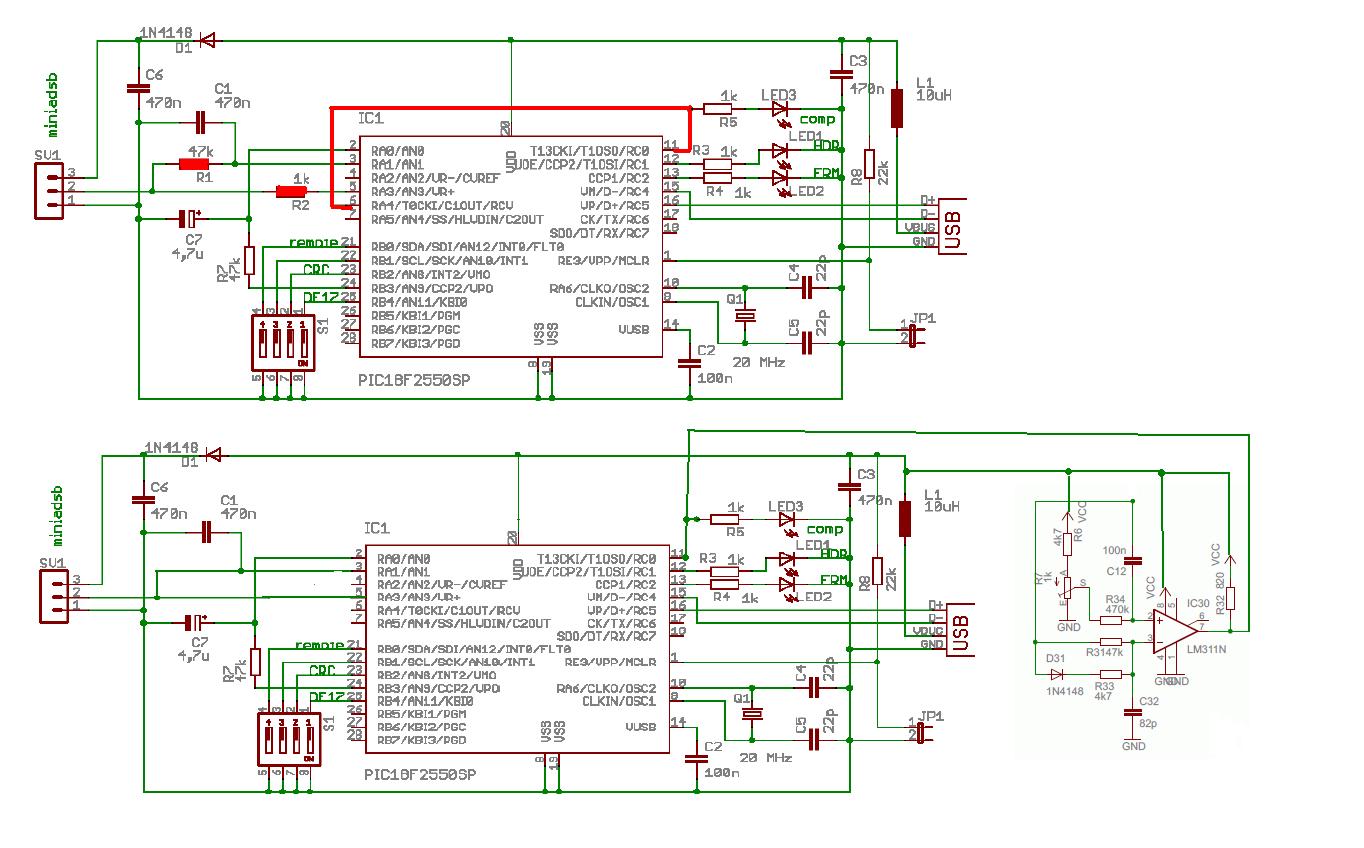 1N4148
D1
C6
470n
C1
470n
miniadsb
SV1
3
2
1
47k
R1
1k
R2
C7
4,7u
R7
47k
IC1
20
VDD
2 RA0/AN0
3 RA1/AN1
4 RA2/AN2/VR-/CVREF
5 RA3/AN3/VR+
6 RA4/T0CKI/C1OUT/RCV
7 RA5/AN4/SS/HLVDIN/C2OUT
21 RB0/SDA/SDI/AN12/INT0/FLT0
22 RB1/SCL/SCK/AN10/INT1
23 RB2/AN8/INT2/VMO
24 RB3/AN9/CCP2/VPO
25 RB4/AN11/KBI0
26 RB5/KBI1/PGM
27 RB6/KBI2/PGC
28 RB7/KBI3/PGD
T13CKI/T1OSO/RC0 11
UOE/CCP2/T1OSI/RC1 12
CCP1/RC2 13
VM/D-/RC4 15
VP/D+/RC5 16
CK/TX/RC6 17
SDO/DT/RX/RC7 18
RE3/VPP/MCLR 1
RA6/CLKO/OSC2 10
CLKIN/OSC1 9
VUSB 14
VSS
VSS
8
19
PIC18F2550SP
CRC
DF17
4 3 2 1
ON
S1
5 6 7 8
1k
R5
LED3
comp
R3 1k
LED1
HDR
R4 1k
LED2
FRM
C3
470n
L1
10uH
R8
22k
D+
D-
VBUS
GND
USB
C4
22p
Q1
20 MHz
C5
22p
C2
100n
JP1
1
2
1N4148
D1
C6
470n
C1
470n
miniadsb
SV1
3
2
1
C7
4,7u
47k
IC1
20
VDD
2 RA0/AN0
3 RA1/AN1
4 RA2/AN2/VR-/CVREF
5 RA3/AN3/VR+
6 RA4/T0CKI/C1OUT/RCV
7 RA5/AN4/SS/HLVDIN/C2OUT
21 RB0/SDA/SDI/AN12/INT0/FLT0
22 RB1/SCL/SCK/AN10/INT1
23 RB2/AN8/INT2/VMO
24 RB3/AN9/CCP2/VPO
25 RB4/AN11/KBI0
26 RB5/KBI1/PGM
27 RB6/KBI2/PGC
28 RB7/KBI3/PGD
T13CKI/T1OSO/RC0 11
UOE/CCP2/T1OSI/RC1 12
CCP1/RC2 13
VM/D-/RC4 15
VP/D+/RC5 16
CK/TX/RC6 17
SDO/DT/RX/RC7 18
RE3/VPP/MCLR 1
RA6/CLKO/OSC2 10
CLKIN/OSC1 9
VUSB 14
VSS
VSS
8
19
PIC18F2550SP
CRC
DF17
4 3 2 1
ON
S1
5 6 7 8
1k
R5
LED3
comp
R3 1k
LED1
HDR
R4 1k
LED2
FRM
C3
470n
L1
10uH
R8
22k
D+
D-
VBUS
GND
USB
C4
22p
Q1
20 MHz
C5
22p
C2
100n
JP1
1
2
VCC
4k7
R6
1k
A
S
E
GND
100n
C12
R34
470k
R3147k
D31
1N4148
R33
4k7
C32
82p
GND
VCC
IC30
LM311N
2
+
3
-
8 5
6
7
4 1
GND
GND
VCC
R32 820